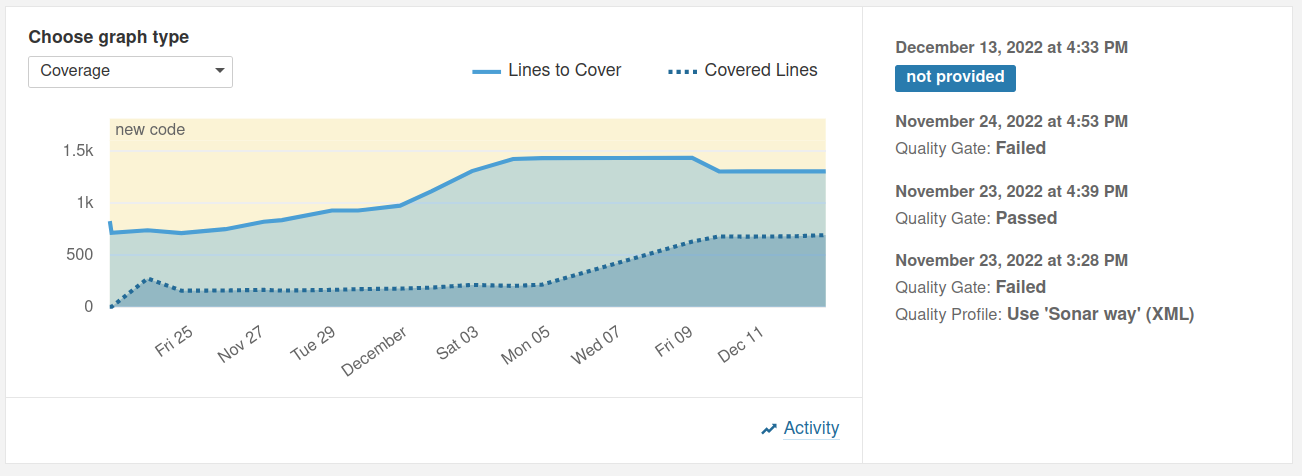 Choose graph type
Coverage
Lines to Cover
Covered Lines
new code
1.5k
1k
500
0
Fri 25
Nov 27
Tue 29
December
Sat 03
Mon 05
Wed 07
Fri 09
Dec 11
Activity
December 13, 2022 at 4:33 PM
not provided
November 24, 2022 at 4:53 PM
Quality Gate: Failed
November 23, 2022 at 4:39 PM
Quality Gate: Passed
November 23, 2022 at 3:28 PM
Quality Gate: Failed
Quality Profile: Use 'Sonar way' (XML)